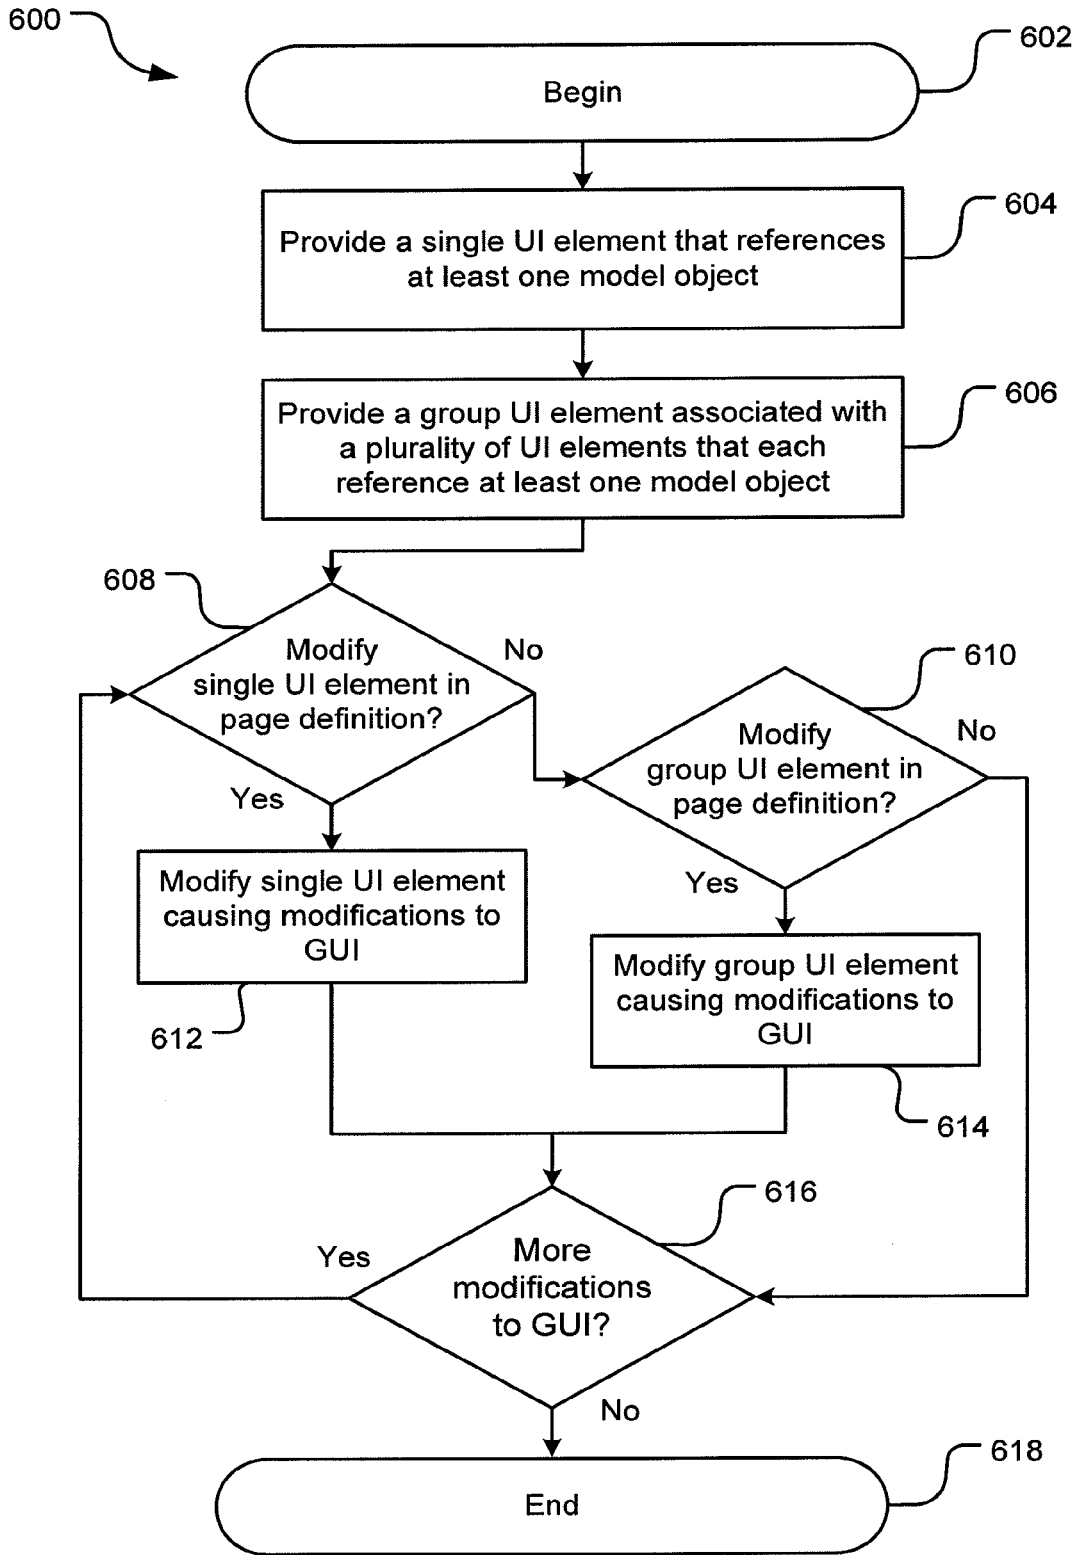 600
602
Begin
604
Provide a single UI element that references
at least one model object
606
Provide a group UI element associated with
a plurality of UI elements that each
reference at least one model object
608
Modify
single UI element in
page definition?
No
610
Modify
group UI element in
page definition?
No
Yes
Modify single UI element
causing modifications to
GUI
612
Yes
Modify group UI element
causing modifications to
GUI
614
616
More
modifications
to GUI?
Yes
No
618
End